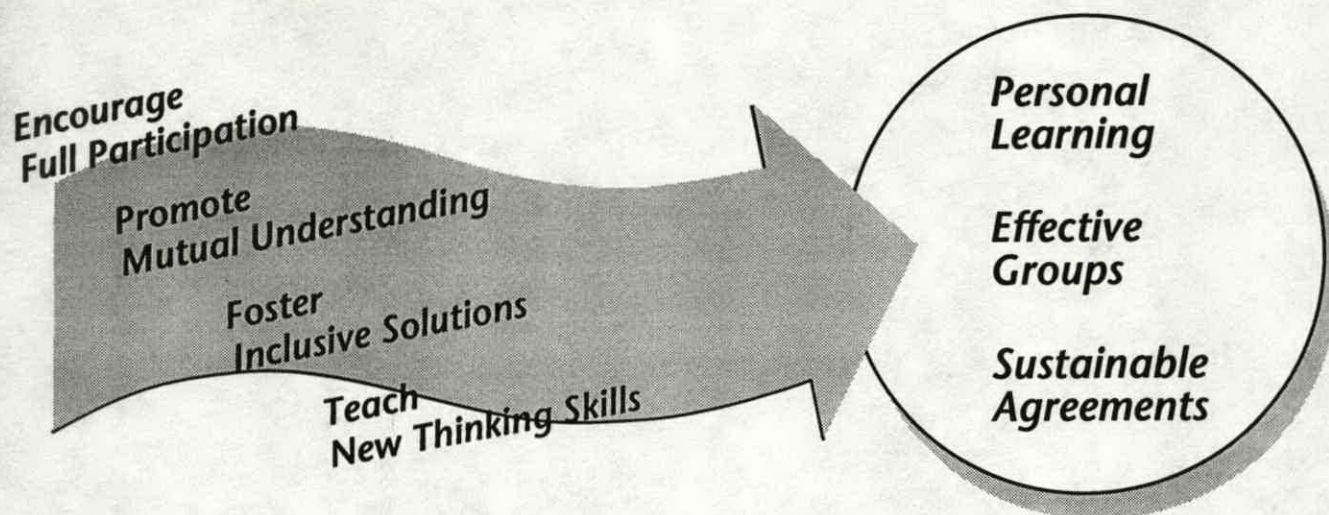 Encourage
Full Participation
Promote
Mutual Understanding
Foster
Inclusive Solutions
Teach
New Thinking Skills
Personal
Learning
Effective
Groups
Sustainable
Agreements